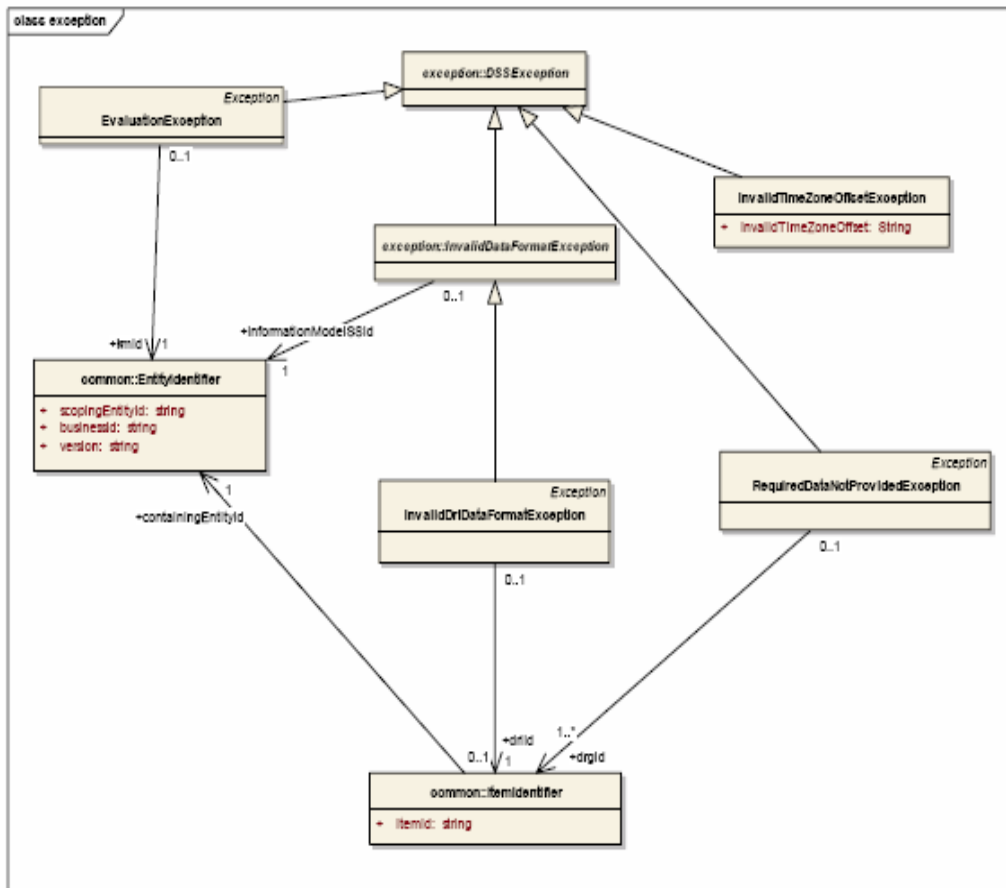 class exception
exception::DSSException
Exception
EvaluationException
0..1
InvalidTimeZoneOffsetException
+ InvalidTimeZoneOffset: String
exception::InvalidDataFormatException
0..1
+informationModelSSId
+kmId
1
1
common::EntityIdentifier
+ scopingEntityId: string
+ businessId: string
+ version: string
1
+containingEntityId
Exception
InvalidDriDataFormatException
0..1
Exception
RequiredDataNotProvidedException
0..1
0..1
+driId
1
1..*
+drgId
common::ItemIdentifier
+ itemId: string